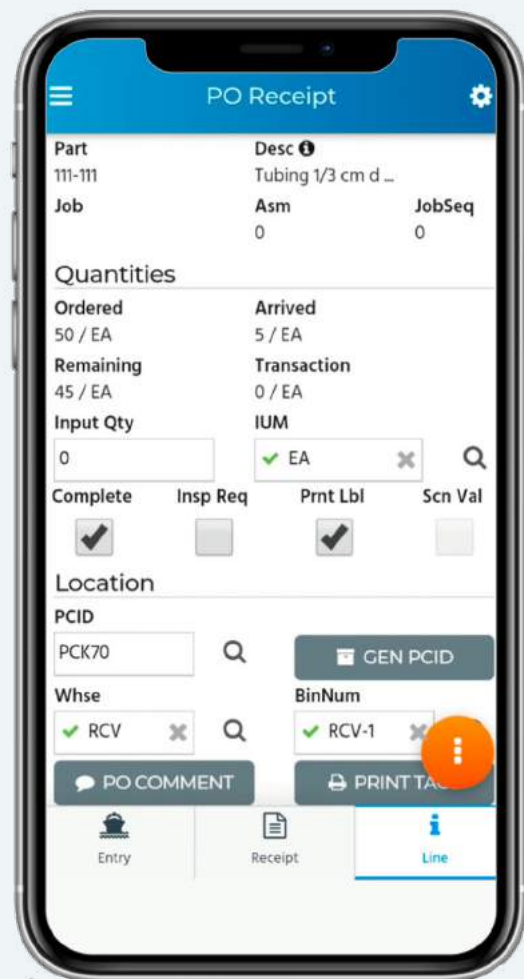 PO Receipt
Part Desc
111-111 Tubing 1/3 cm d ...
Job Asm JobSeq
0 0
Quantities
Ordered Arrived
50 / EA 5 / EA
Remaining Transaction
45 / EA 0 / EA
Input Qty IUM
0 EA
Complete Insp Req Prnt Lbl Scn Val
Location
PCID
PCK70 GEN PCID
Whse BinNum
RCV RCV-1
PO COMMENT PRINT TA
Entry Receipt Line